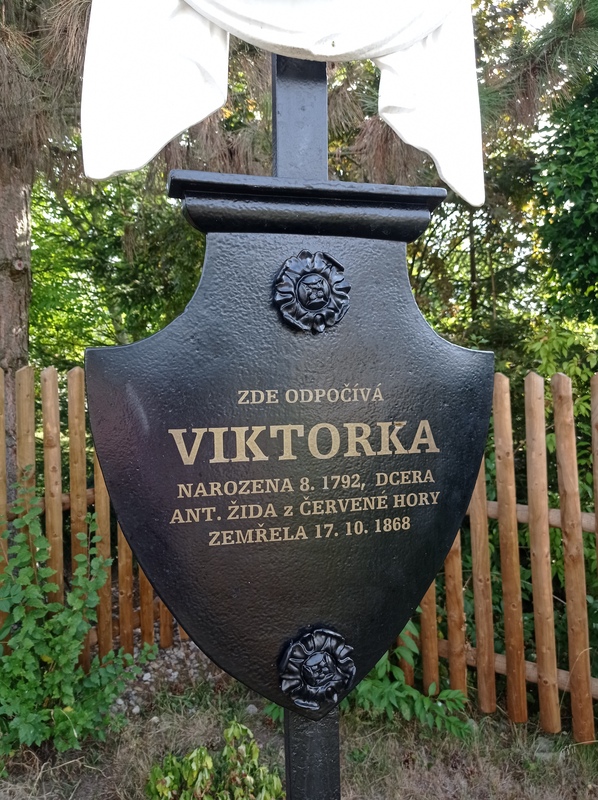 ZDE ODPOČÍVÁ
VIKTORKA
NAROZENA 8. 1792, DCERA
ANT. ŽIDA z ČERVENÉ HORY
ZEMŘELA 17. 10. 1868